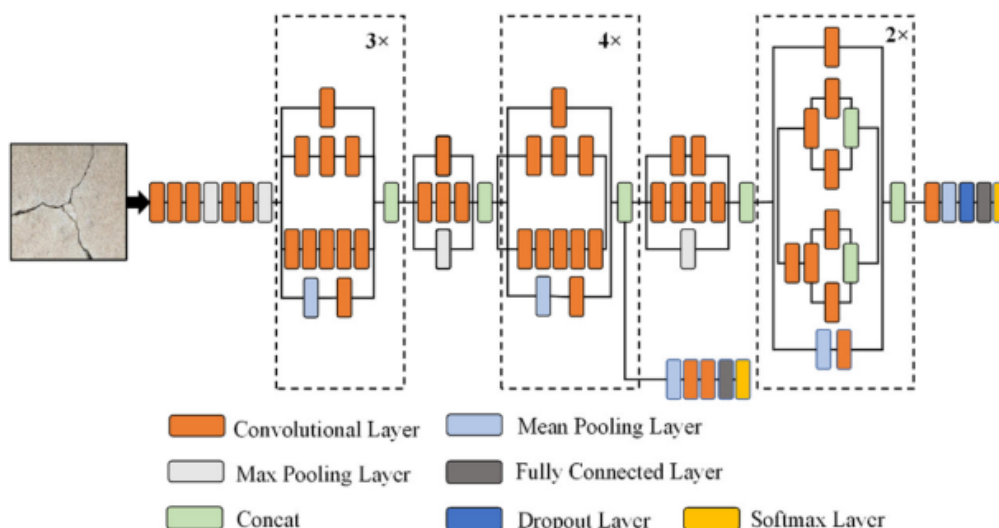 3×
4×
2×
Convolutional Layer
Mean Pooling Layer
Max Pooling Layer
Fully Connected Layer
Concat
Dropout Layer
Softmax Layer